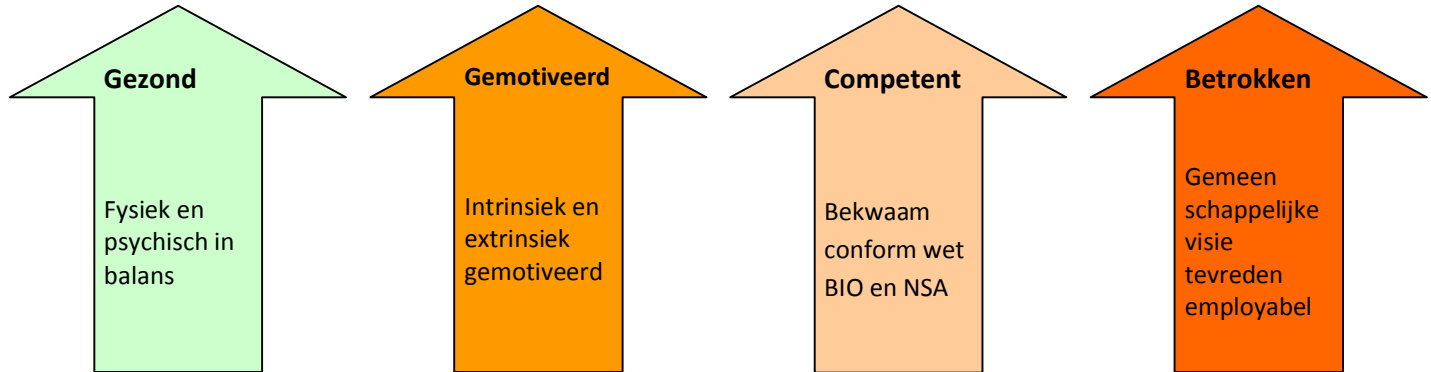 Gezond
Fysiek en
psychisch in
balans
Gemotiveerd
Intrinsiek en
extrinsiek
gemotiveerd
Competent
Bekwaam
conform wet
BIO en NSA
Betrokken
Gemeen
schappelijke
visie
tevreden
employabel